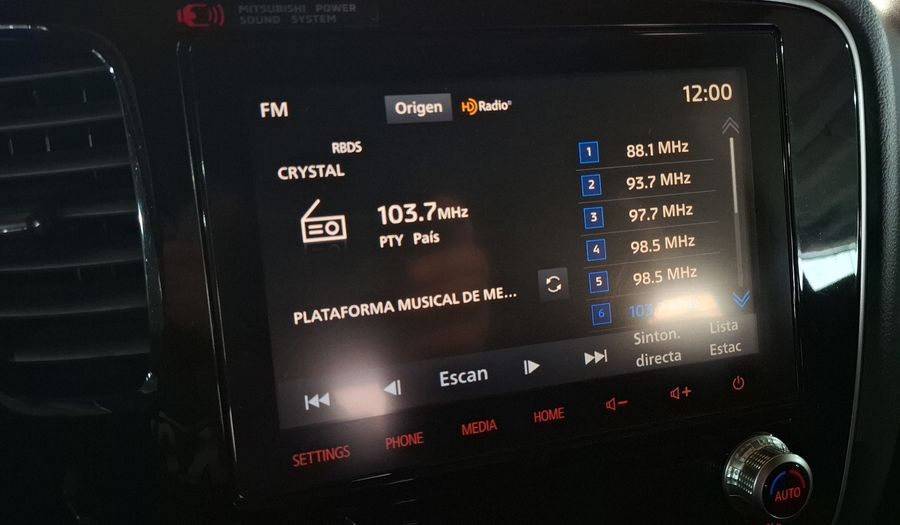 MITSUBISHI POWER
SOUND SYSTEM
FM
Origen
HD Radio®
12:00
RBDS
CRYSTAL
103.7 MHz
PTY País
PLATAFORMA MUSICAL DE ME...
1 88.1 MHz
2 93.7 MHz
3 97.7 MHz
4 98.5 MHz
5 98.5 MHz
6
Escan
Sinton.
directa
Lista
Estac
SETTINGS
PHONE
MEDIA
HOME
AUTO